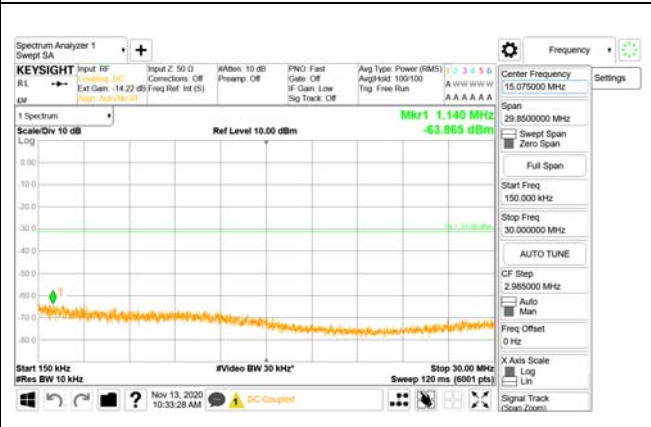 Spectrum Analyzer 1
Swept SA
Frequency
KEYSIGHT
RL
Input: RF
Coupling: DC
Ext Gain: -14.22 dB
Align: Auto/No RF
Input Z: 50 Ω
Corrections: Off
Freq Ref: Int (S)
#Atten: 10 dB
Preamp: Off
PNO: Fast
Gate: Off
IF Gain: Low
Sig Track: Off
Avg Type: Power (RMS)
Avg|Hold: 100/100
Trig: Free Run
1 2 3 4 5 6
A W W W W W
A A A A A A
1 Spectrum
Scale/Div 10 dB
Log
Ref Level 10.00 dBm
Mkr1 1.140 MHz
-63.865 dBm
0.00
-10.0
-20.0
-30.0
-40.0
-50.0
-60.0
-70.0
-80.0
1
Start 150 kHz
#Res BW 10 kHz
#Video BW 30 kHz*
Stop 30.00 MHz
Sweep 120 ms (6001 pts)
Nov 13, 2020
10:33:28 AM
DC Coupled
Settings
Center Frequency
15.075000 MHz
Span
29.8500000 MHz
Swept Span
Zero Span
Full Span
Start Freq
150.000 kHz
Stop Freq
30.000000 MHz
AUTO TUNE
CF Step
2.985000 MHz
Auto
Man
Freq Offset
0 Hz
X Axis Scale
Log
Lin
Signal Track
(Span Zoom)